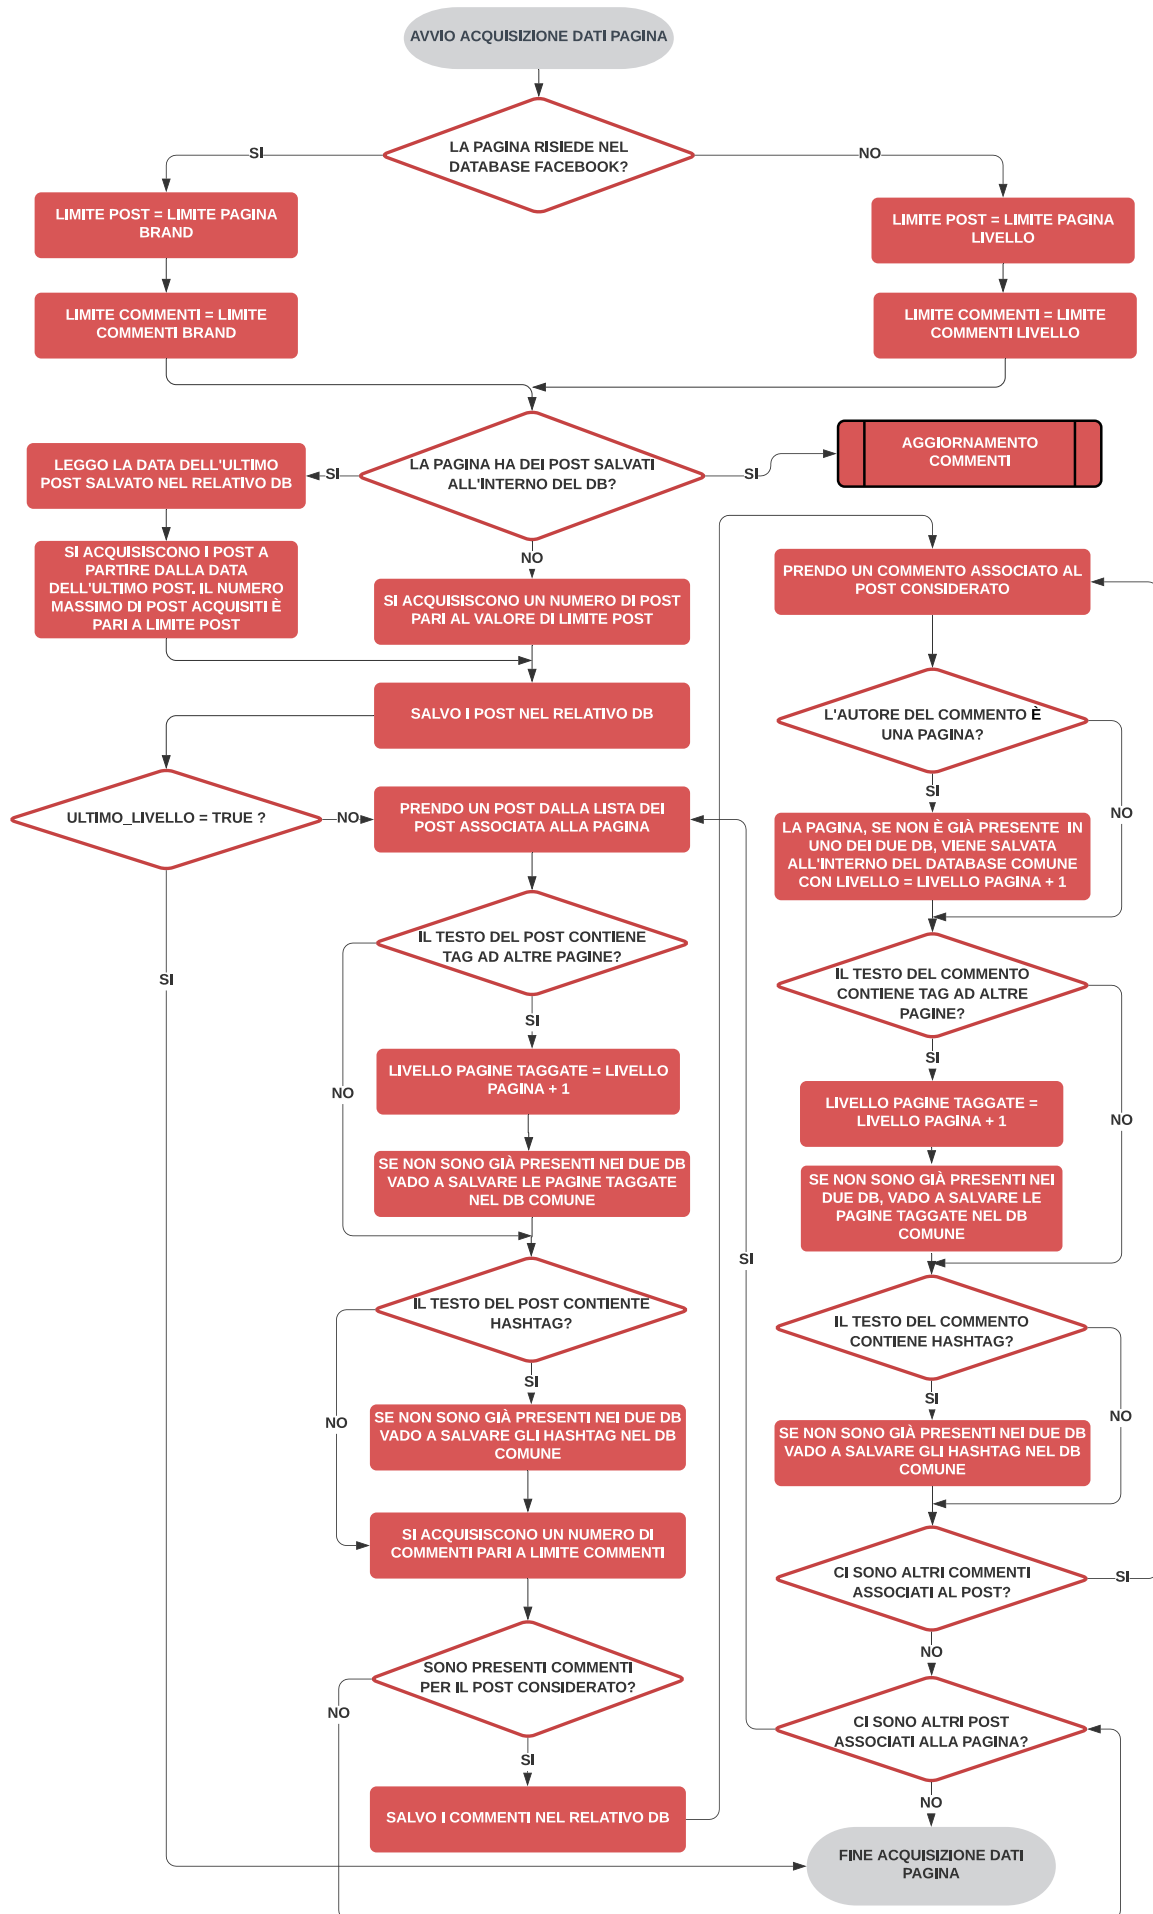 AVVIO ACQUISIZIONE DATI PAGINA
LA PAGINA RISIEDE NEL
DATABASE FACEBOOK?
SI
NO
LIMITE POST = LIMITE PAGINA
BRAND
LIMITE POST = LIMITE PAGINA
LIVELLO
LIMITE COMMENTI = LIMITE
COMMENTI BRAND
LIMITE COMMENTI = LIMITE
COMMENTI LIVELLO
LA PAGINA HA DEI POST SALVATI
ALL'INTERNO DEL DB?
SI
SI
AGGIORNAMENTO
COMMENTI
LEGGO LA DATA DELL'ULTIMO
POST SALVATO NEL RELATIVO DB
NO
SI ACQUISISCONO I POST A
PARTIRE DALLA DATA
DELL'ULTIMO POST. IL NUMERO
MASSIMO DI POST ACQUISITI È
PARI A LIMITE POST
SI ACQUISISCONO UN NUMERO DI POST
PARI AL VALORE DI LIMITE POST
SALVO I POST NEL RELATIVO DB
ULTIMO_LIVELLO = TRUE ?
NO
SI
PRENDO UN POST DALLA LISTA DEI
POST ASSOCIATA ALLA PAGINA
IL TESTO DEL POST CONTIENE
TAG AD ALTRE PAGINE?
SI
NO
LIVELLO PAGINE TAGGATE = LIVELLO
PAGINA + 1
SE NON SONO GIÀ PRESENTI NEI DUE DB
VADO A SALVARE LE PAGINE TAGGATE
NEL DB COMUNE
IL TESTO DEL POST CONTIENTE
HASHTAG?
SI
NO
SE NON SONO GIÀ PRESENTI NEI DUE DB
VADO A SALVARE GLI HASHTAG NEL DB
COMUNE
SI ACQUISISCONO UN NUMERO DI
COMMENTI PARI A LIMITE COMMENTI
SONO PRESENTI COMMENTI
PER IL POST CONSIDERATO?
NO
SI
SALVO I COMMENTI NEL RELATIVO DB
PRENDO UN COMMENTO ASSOCIATO AL
POST CONSIDERATO
L'AUTORE DEL COMMENTO È
UNA PAGINA?
SI
NO
LA PAGINA, SE NON È GIÀ PRESENTE IN
UNO DEI DUE DB, VIENE SALVATA
ALL'INTERNO DEL DATABASE COMUNE
CON LIVELLO = LIVELLO PAGINA + 1
IL TESTO DEL COMMENTO
CONTIENE TAG AD ALTRE
PAGINE?
SI
NO
LIVELLO PAGINE TAGGATE =
LIVELLO PAGINA + 1
SE NON SONO GIÀ PRESENTI NEI
DUE DB, VADO A SALVARE LE
PAGINE TAGGATE NEL DB
COMUNE
IL TESTO DEL COMMENTO
CONTIENE HASHTAG?
SI
NO
SE NON SONO GIÀ PRESENTI NEI DUE DB
VADO A SALVARE GLI HASHTAG NEL DB
COMUNE
CI SONO ALTRI COMMENTI
ASSOCIATI AL POST?
SI
NO
CI SONO ALTRI POST
ASSOCIATI ALLA PAGINA?
SI
NO
FINE ACQUISIZIONE DATI
PAGINA